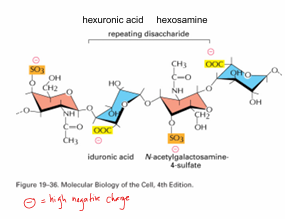 hexuronic acid hexosamine
repeating disaccharide
SO3
O
OH
CH2
O
NH
C=O
CH3
HO
O
OH
OOC
CH3
C=O
NH
O
CH2
OH
O
SO3
OOC
O
OH
OH
iduronic acid N-acetylgalactosamine-
4-sulfate
Figure 19–36. Molecular Biology of the Cell, 4th Edition.
⊖ = high negative charge